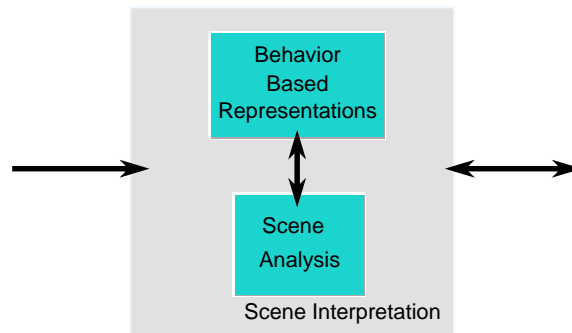 Behavior
Based
Representations
Scene
Analysis
Scene Interpretation